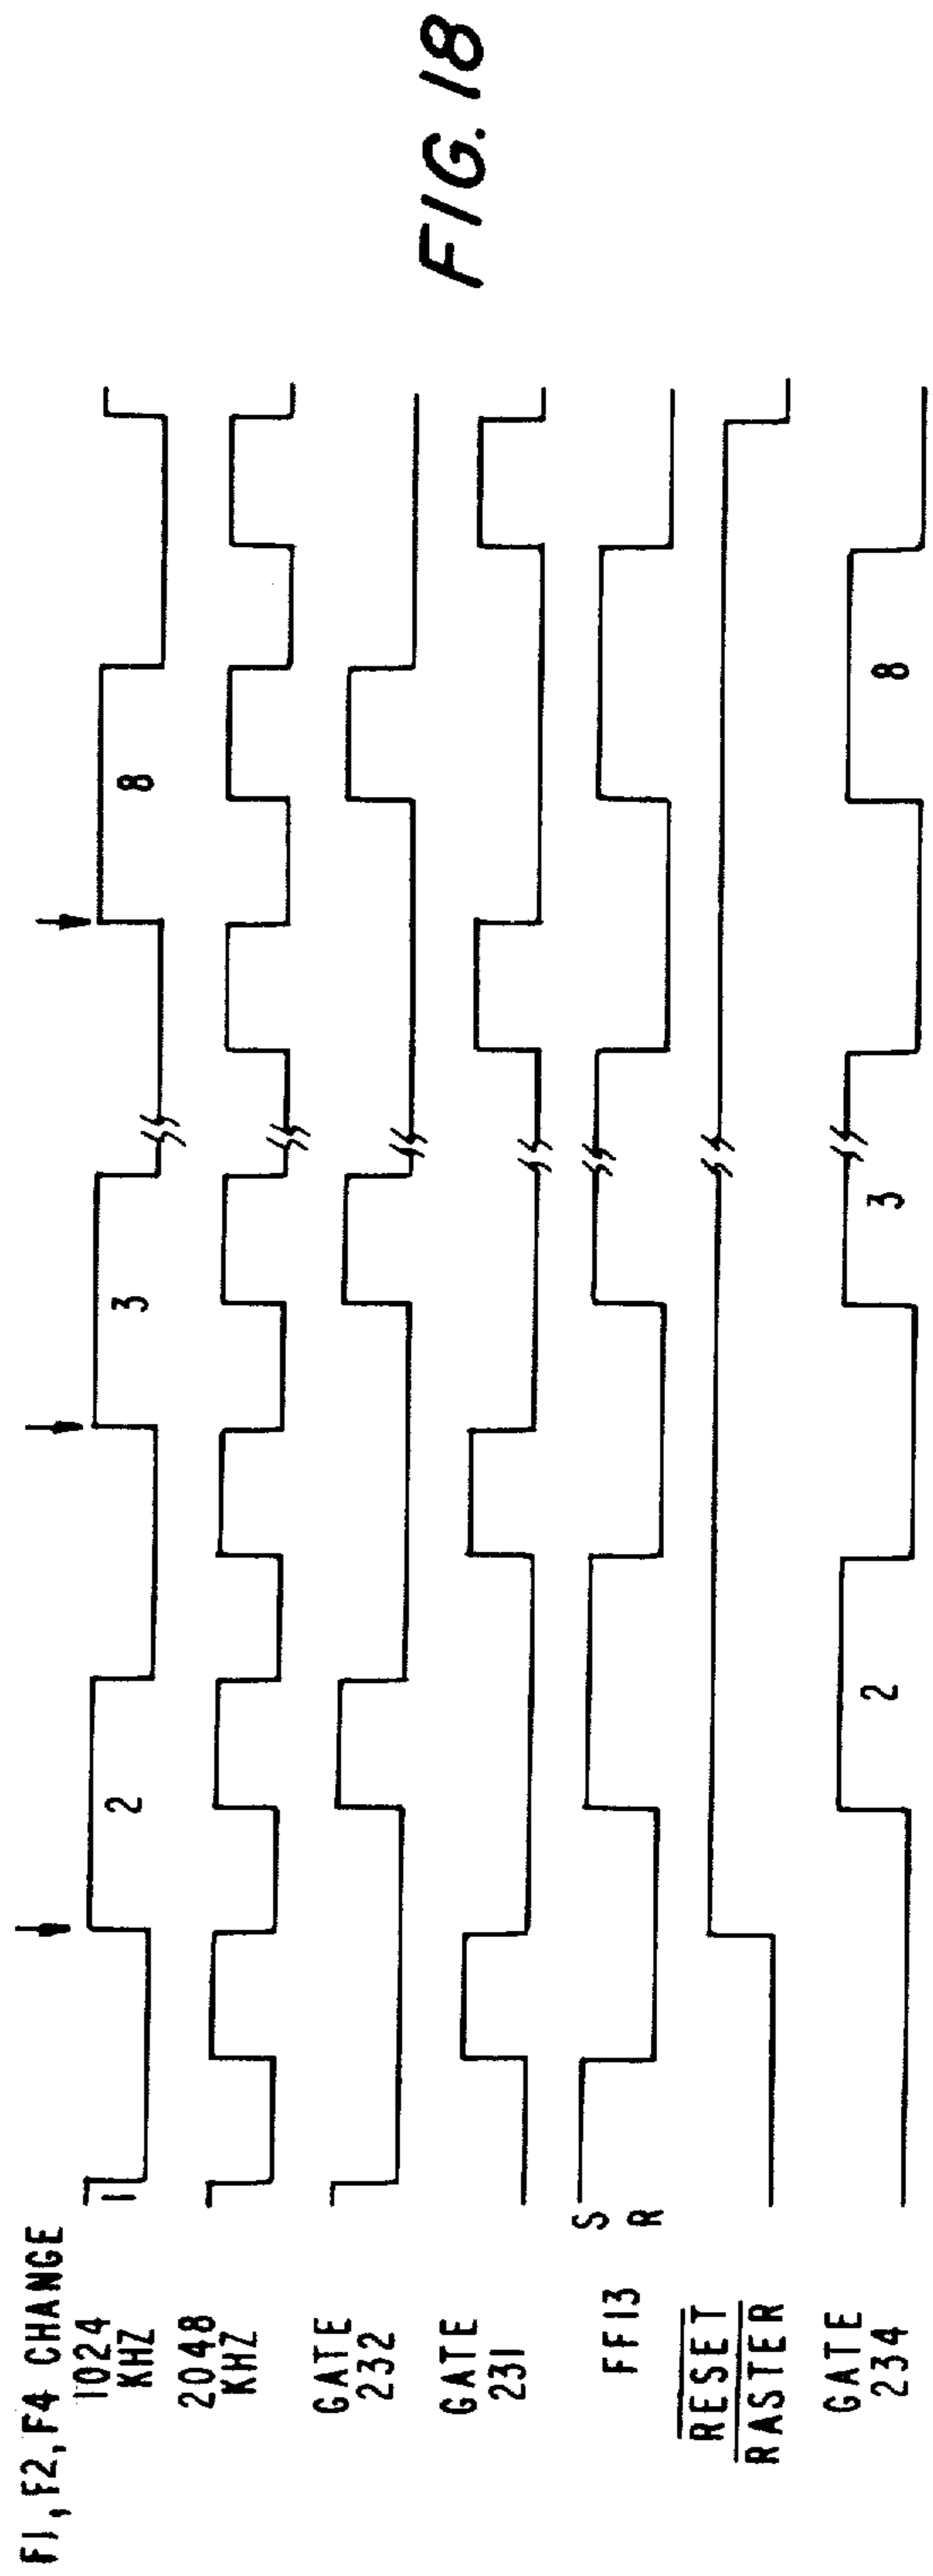 F1, F2, F4 CHANGE
1024
KHZ
1
2
3
8
2048
KHZ
GATE
232
GATE
231
FF13
S
R
RESET
RASTER
GATE
234
2
3
8
FIG. 18